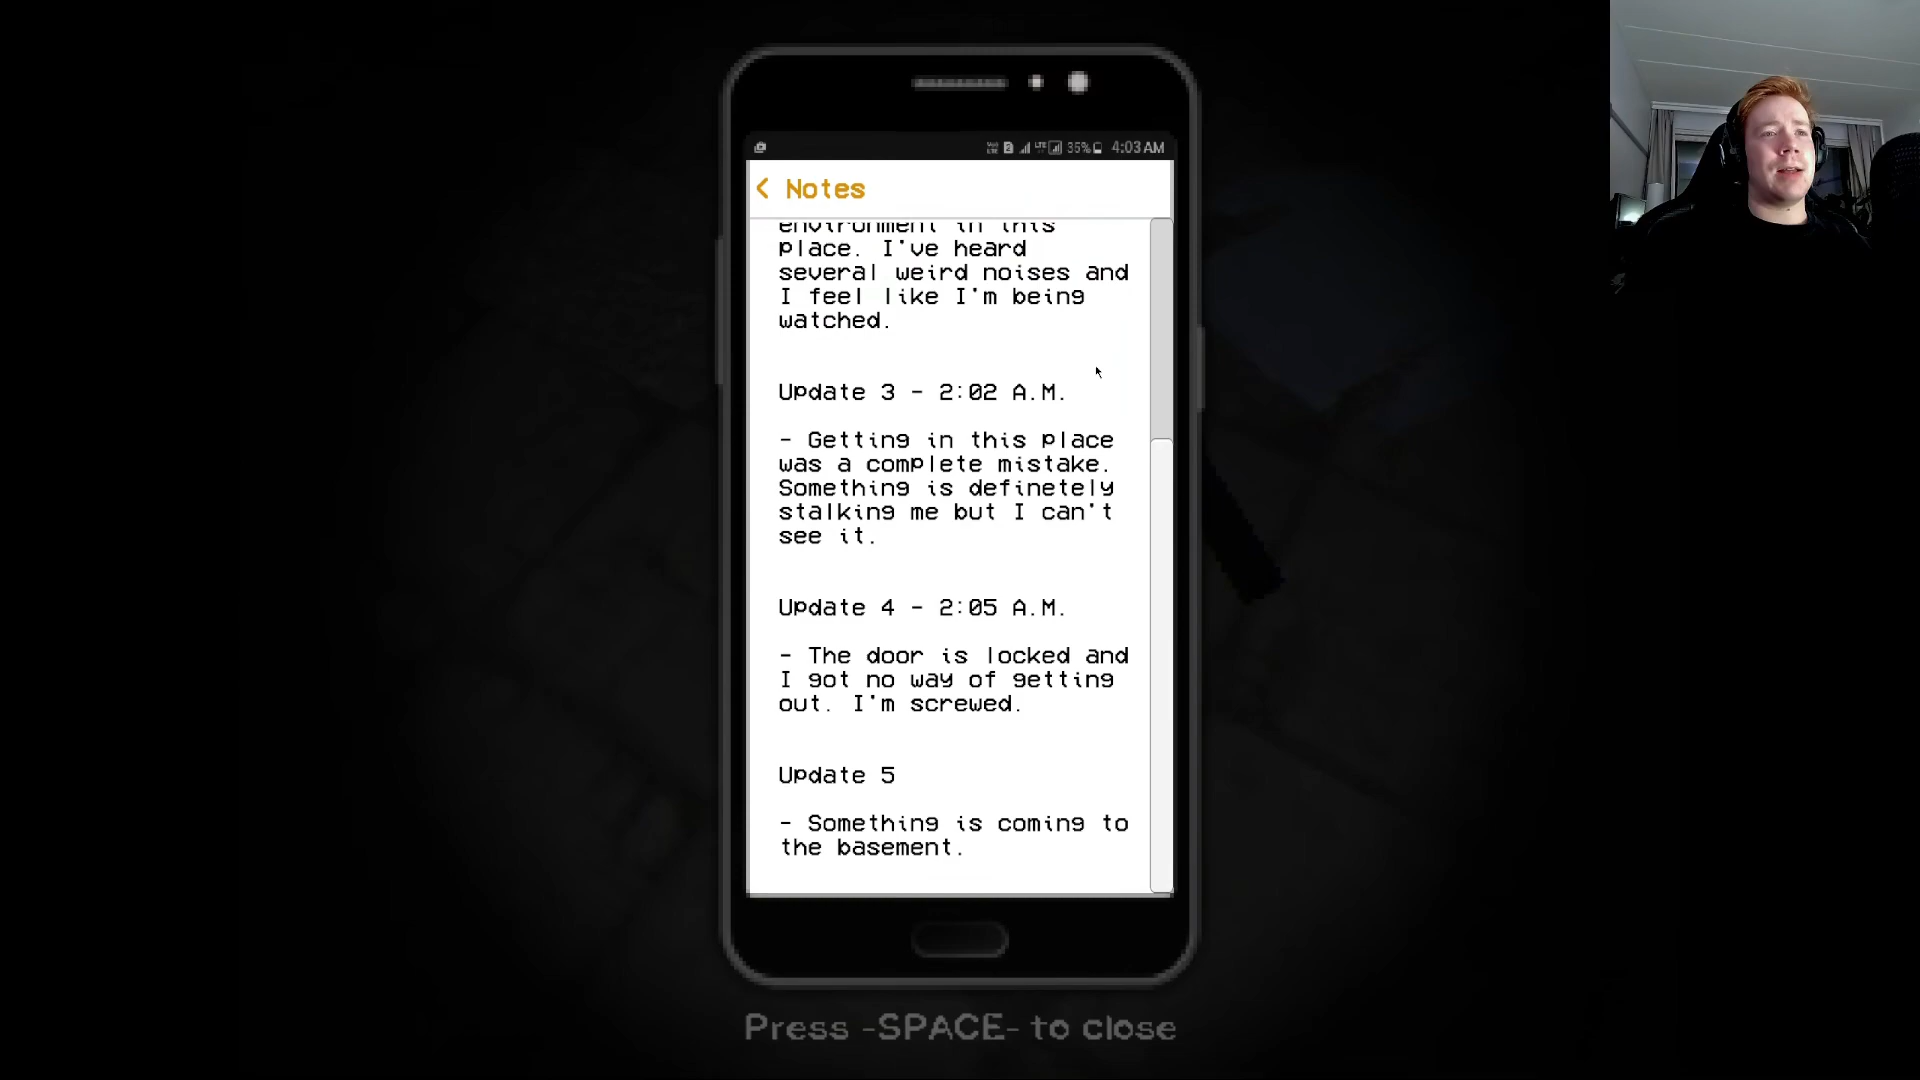 35% 4:03 AM
< Notes
environment in this
place. I've heard
several weird noises and
I feel like I'm being
watched.
Update 3 - 2:02 A.M.
- Getting in this place
was a complete mistake.
Something is definetely
stalking me but I can't
see it.
Update 4 - 2:05 A.M.
- The door is locked and
I got no way of getting
out. I'm screwed.
Update 5
- Something is coming to
the basement.
Press -SPACE- to close